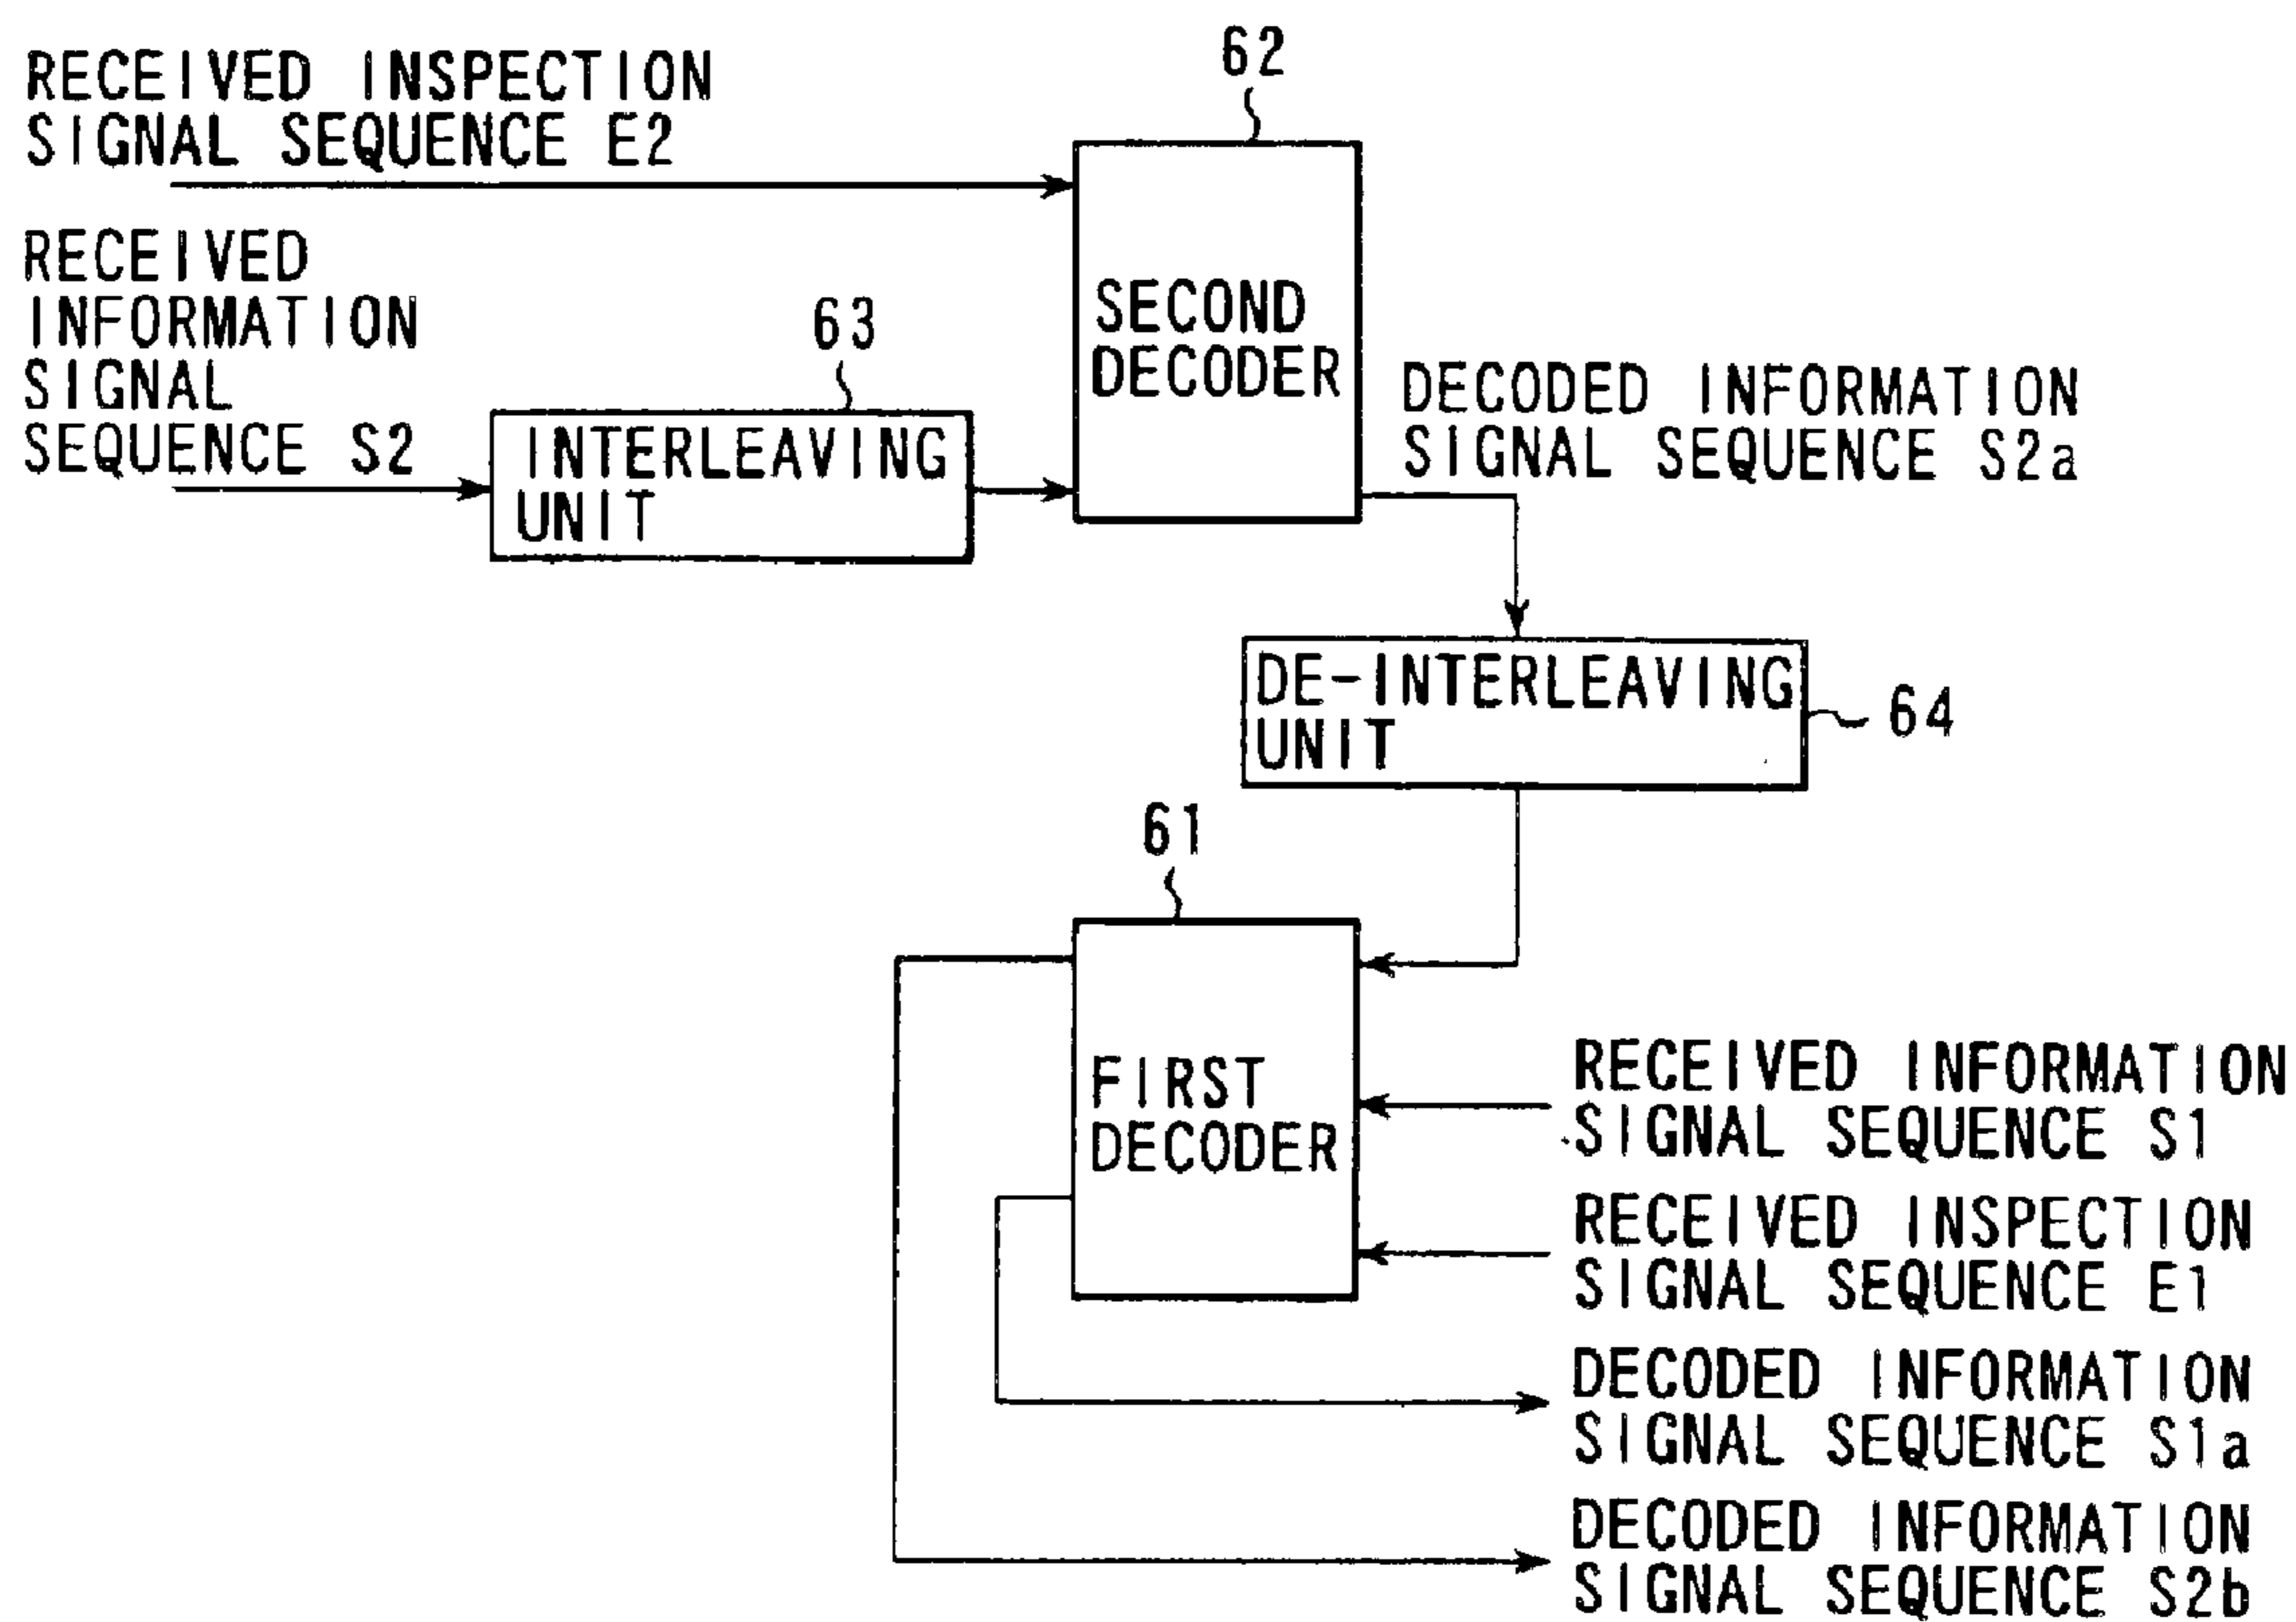 RECEIVED INSPECTION
SIGNAL SEQUENCE E2
62
RECEIVED
INFORMATION
SIGNAL
SEQUENCE S2
63
INTERLEAVING
UNIT
SECOND
DECODER
DECODED INFORMATION
SIGNAL SEQUENCE S2a
DE-INTERLEAVING
UNIT
64
61
FIRST
DECODER
RECEIVED INFORMATION
SIGNAL SEQUENCE S1
RECEIVED INSPECTION
SIGNAL SEQUENCE E1
DECODED INFORMATION
SIGNAL SEQUENCE S1a
DECODED INFORMATION
SIGNAL SEQUENCE S2b